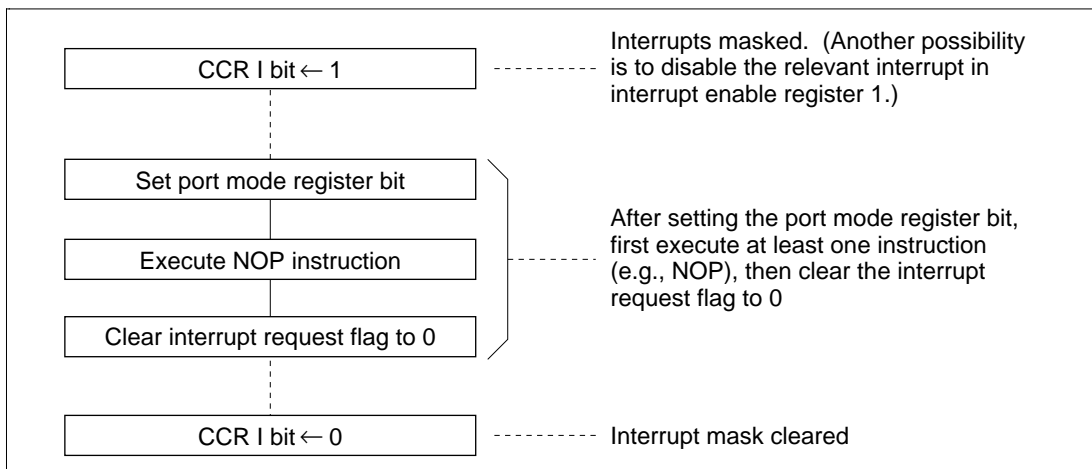 CCR I bit ← 1
Interrupts masked. (Another possibility
is to disable the relevant interrupt in
interrupt enable register 1.)
Set port mode register bit
Execute NOP instruction
Clear interrupt request flag to 0
After setting the port mode register bit,
first execute at least one instruction
(e.g., NOP), then clear the interrupt
request flag to 0
CCR I bit ← 0
Interrupt mask cleared